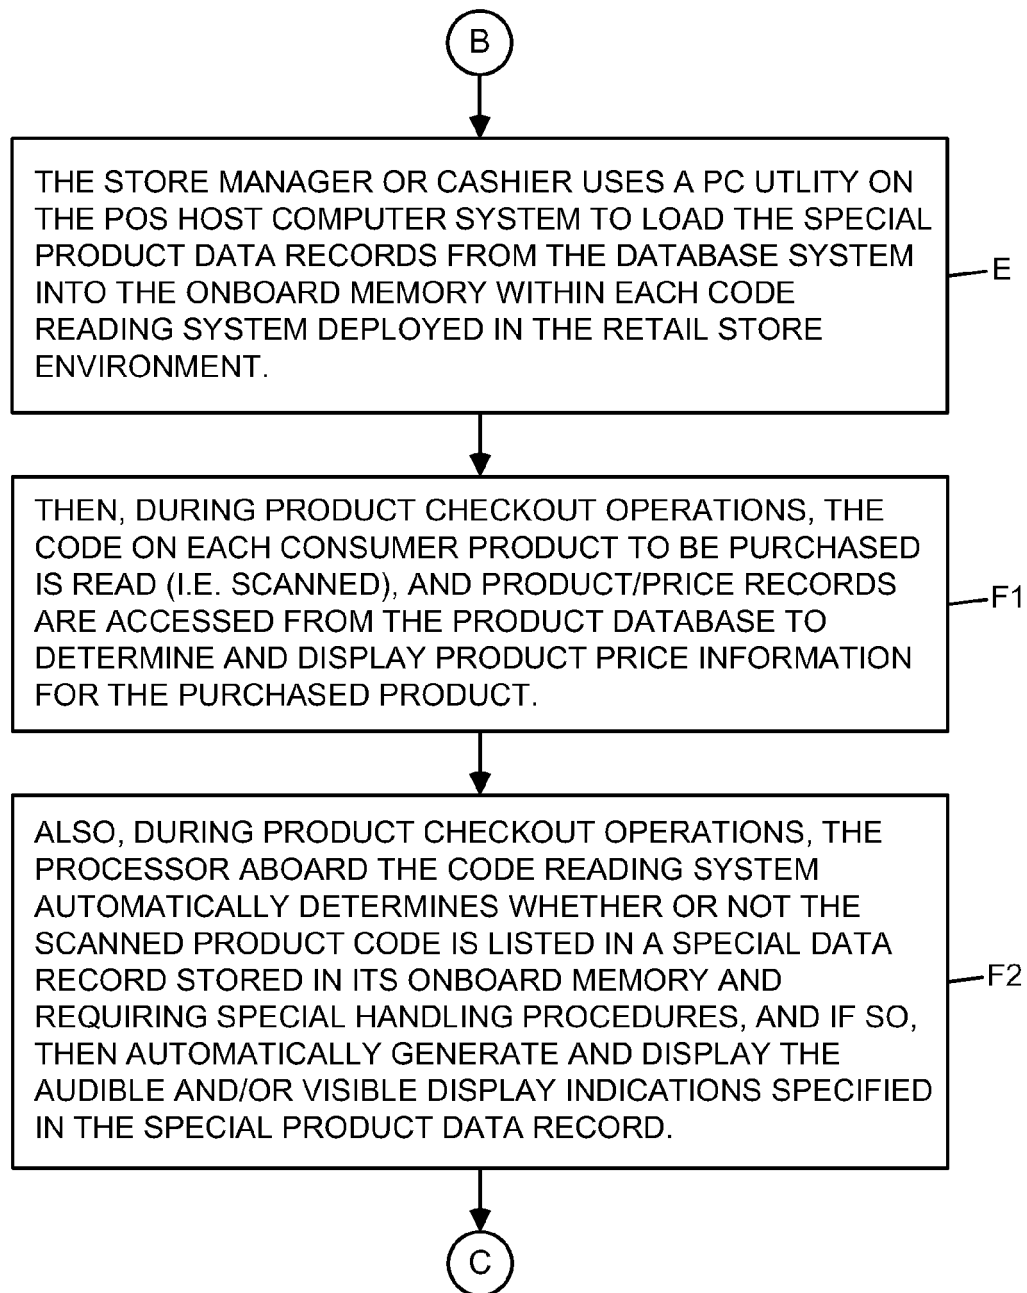 B
THE STORE MANAGER OR CASHIER USES A PC UTLITY ON
THE POS HOST COMPUTER SYSTEM TO LOAD THE SPECIAL
PRODUCT DATA RECORDS FROM THE DATABASE SYSTEM
INTO THE ONBOARD MEMORY WITHIN EACH CODE
READING SYSTEM DEPLOYED IN THE RETAIL STORE
ENVIRONMENT.
E
THEN, DURING PRODUCT CHECKOUT OPERATIONS, THE
CODE ON EACH CONSUMER PRODUCT TO BE PURCHASED
IS READ (I.E. SCANNED), AND PRODUCT/PRICE RECORDS
ARE ACCESSED FROM THE PRODUCT DATABASE TO
DETERMINE AND DISPLAY PRODUCT PRICE INFORMATION
FOR THE PURCHASED PRODUCT.
F1
ALSO, DURING PRODUCT CHECKOUT OPERATIONS, THE
PROCESSOR ABOARD THE CODE READING SYSTEM
AUTOMATICALLY DETERMINES WHETHER OR NOT THE
SCANNED PRODUCT CODE IS LISTED IN A SPECIAL DATA
RECORD STORED IN ITS ONBOARD MEMORY AND
REQUIRING SPECIAL HANDLING PROCEDURES, AND IF SO,
THEN AUTOMATICALLY GENERATE AND DISPLAY THE
AUDIBLE AND/OR VISIBLE DISPLAY INDICATIONS SPECIFIED
IN THE SPECIAL PRODUCT DATA RECORD.
F2
C